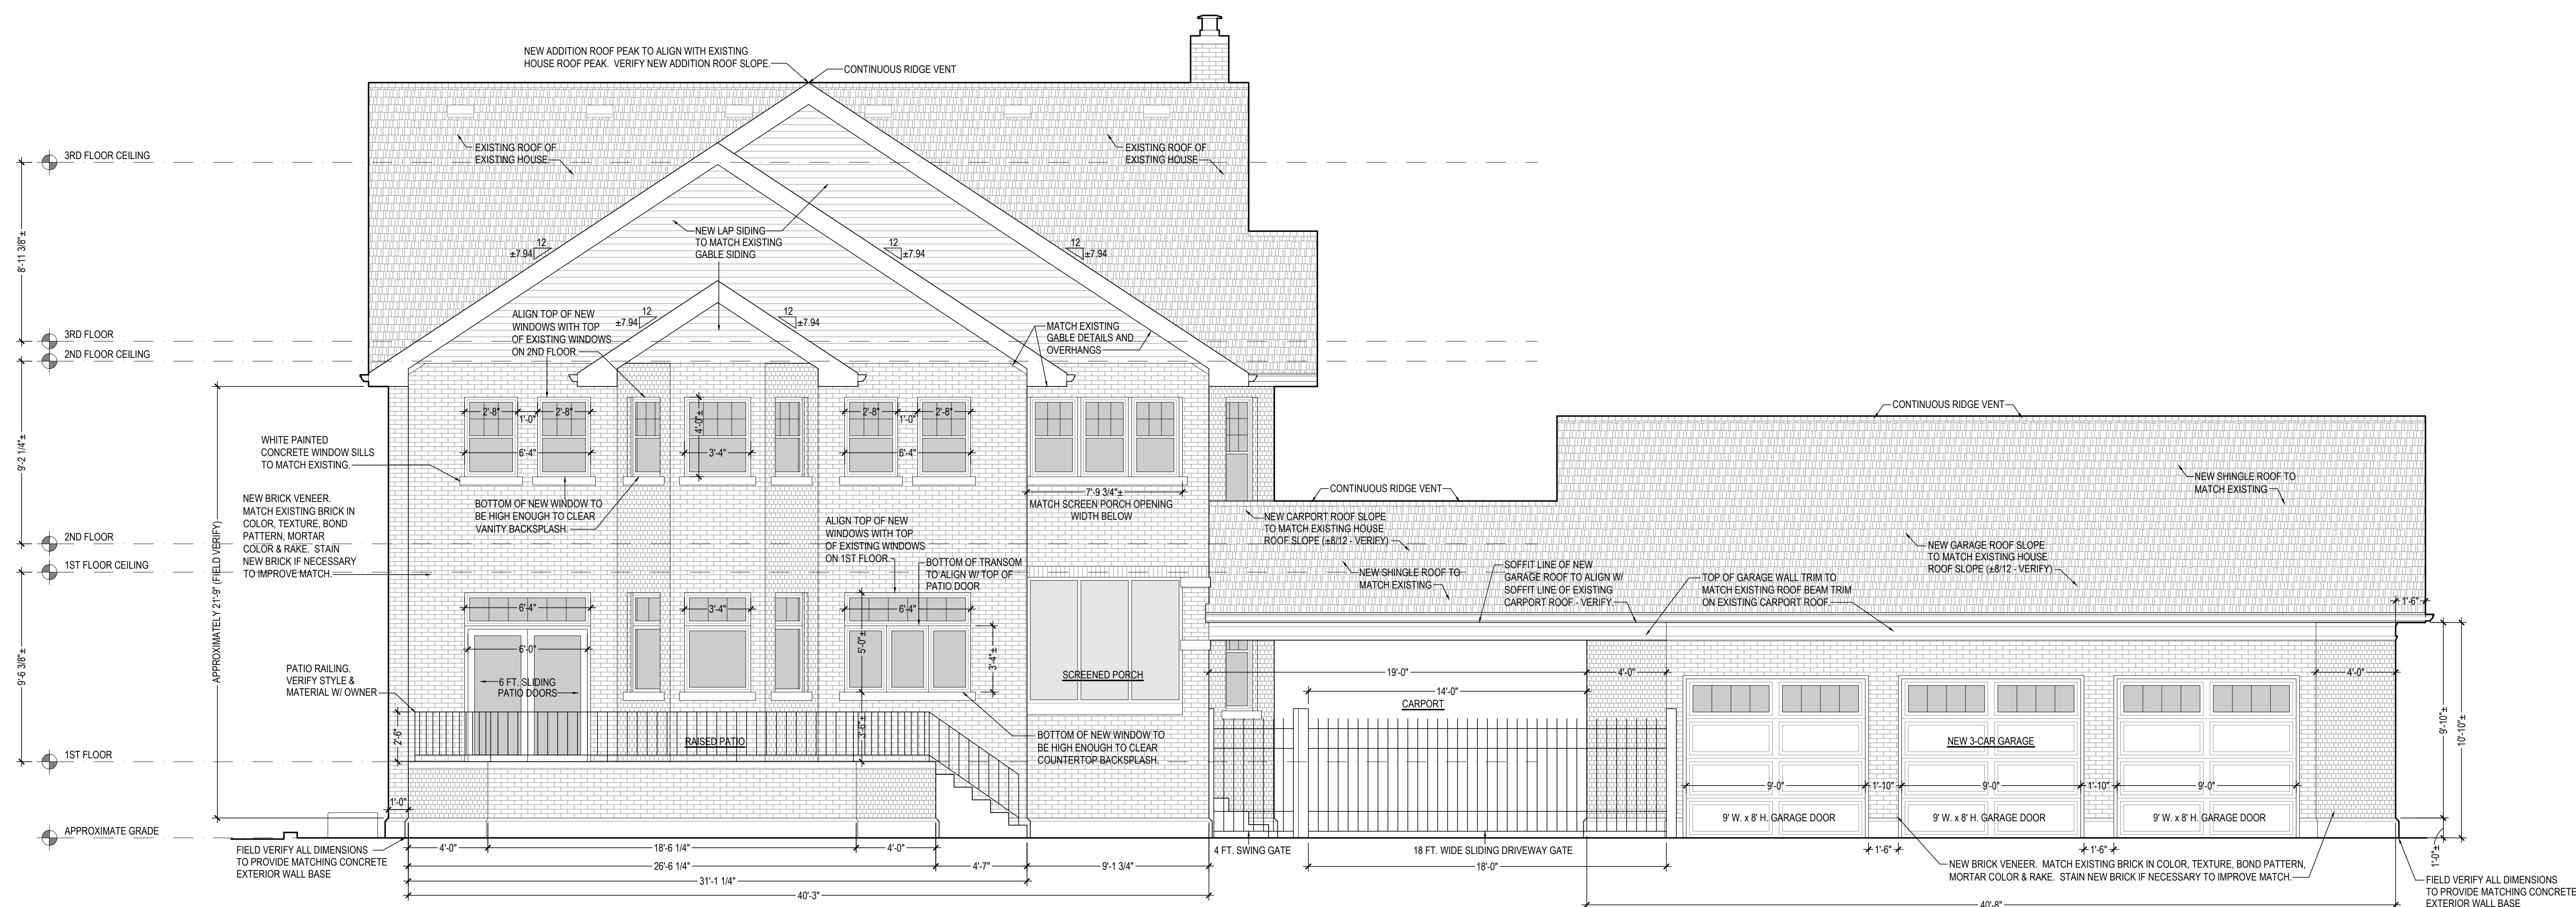 NEW ADDITION ROOF PEAK TO ALIGN WITH EXISTING
HOUSE ROOF PEAK.  VERIFY NEW ADDITION ROOF SLOPE.
CONTINUOUS RIDGE VENT
EXISTING ROOF OF
EXISTING HOUSE
EXISTING ROOF OF
EXISTING HOUSE
3RD FLOOR CEILING
8'-11 3/8"±
3RD FLOOR
2ND FLOOR CEILING
9'-2 1/4"±
2ND FLOOR
1ST FLOOR CEILING
9'-6 3/8"±
1ST FLOOR
APPROXIMATE GRADE
APPROXIMATELY 21'-9" (FIELD VERIFY)
NEW LAP SIDING
TO MATCH EXISTING
GABLE SIDING
12
±7.94
12
±7.94
12
±7.94
12
±7.94
12
±7.94
ALIGN TOP OF NEW
WINDOWS WITH TOP
OF EXISTING WINDOWS
ON 2ND FLOOR.
MATCH EXISTING
GABLE DETAILS AND
OVERHANGS
WHITE PAINTED
CONCRETE WINDOW SILLS
TO MATCH EXISTING.
2'-8"
1'-0"
2'-8"
6'-4"
4'-0"±
3'-4"
2'-8"
1'-0"
2'-8"
6'-4"
7'-9 3/4"±
MATCH SCREEN PORCH OPENING
WIDTH BELOW
NEW BRICK VENEER.
MATCH EXISTING BRICK IN
COLOR, TEXTURE, BOND
PATTERN, MORTAR
COLOR & RAKE.  STAIN
NEW BRICK IF NECESSARY
TO IMPROVE MATCH.
BOTTOM OF NEW WINDOW TO
BE HIGH ENOUGH TO CLEAR
VANITY BACKSPLASH.
ALIGN TOP OF NEW
WINDOWS WITH TOP
OF EXISTING WINDOWS
ON 1ST FLOOR
BOTTOM OF TRANSOM
TO ALIGN W/ TOP OF
PATIO DOOR
6'-4"
3'-4"
6'-4"
6'-0"
5'-0"±
3'-4"±
3'-6"±
6 FT. SLIDING
PATIO DOORS
SCREENED PORCH
PATIO RAILING.
VERIFY STYLE &
MATERIAL W/ OWNER
2'-6"
RAISED PATIO
BOTTOM OF NEW WINDOW TO
BE HIGH ENOUGH TO CLEAR
COUNTERTOP BACKSPLASH.
1'-0"
FIELD VERIFY ALL DIMENSIONS
TO PROVIDE MATCHING CONCRETE
EXTERIOR WALL BASE
4'-0"
18'-6 1/4"
4'-0"
26'-6 1/4"
4'-7"
9'-1 3/4"
31'-1 1/4"
40'-3"
CONTINUOUS RIDGE VENT
CONTINUOUS RIDGE VENT
NEW SHINGLE ROOF TO
MATCH EXISTING
NEW CARPORT ROOF SLOPE
TO MATCH EXISTING HOUSE
ROOF SLOPE (±8/12 - VERIFY)
NEW GARAGE ROOF SLOPE
TO MATCH EXISTING HOUSE
ROOF SLOPE (±8/12 - VERIFY)
NEW SHINGLE ROOF TO
MATCH EXISTING
SOFFIT LINE OF NEW
GARAGE ROOF TO ALIGN W/
SOFFIT LINE OF EXISTING
CARPORT ROOF - VERIFY
TOP OF GARAGE WALL TRIM TO
MATCH EXISTING ROOF BEAM TRIM
ON EXISTING CARPORT ROOF
1'-6"
19'-0"
4'-0"
4'-0"
14'-0"
CARPORT
NEW 3-CAR GARAGE
9'-10"±
10'-10"±
9'-0"
1'-10"
9'-0"
1'-10"
9'-0"
9' W. x 8' H. GARAGE DOOR
9' W. x 8' H. GARAGE DOOR
9' W. x 8' H. GARAGE DOOR
4 FT. SWING GATE
18 FT. WIDE SLIDING DRIVEWAY GATE
18'-0"
1'-6"
1'-6"
1'-0"±
NEW BRICK VENEER.  MATCH EXISTING BRICK IN COLOR, TEXTURE, BOND PATTERN,
MORTAR COLOR & RAKE.  STAIN NEW BRICK IF NECESSARY TO IMPROVE MATCH.
FIELD VERIFY ALL DIMENSIONS
TO PROVIDE MATCHING CONCRETE
EXTERIOR WALL BASE
40'-8"